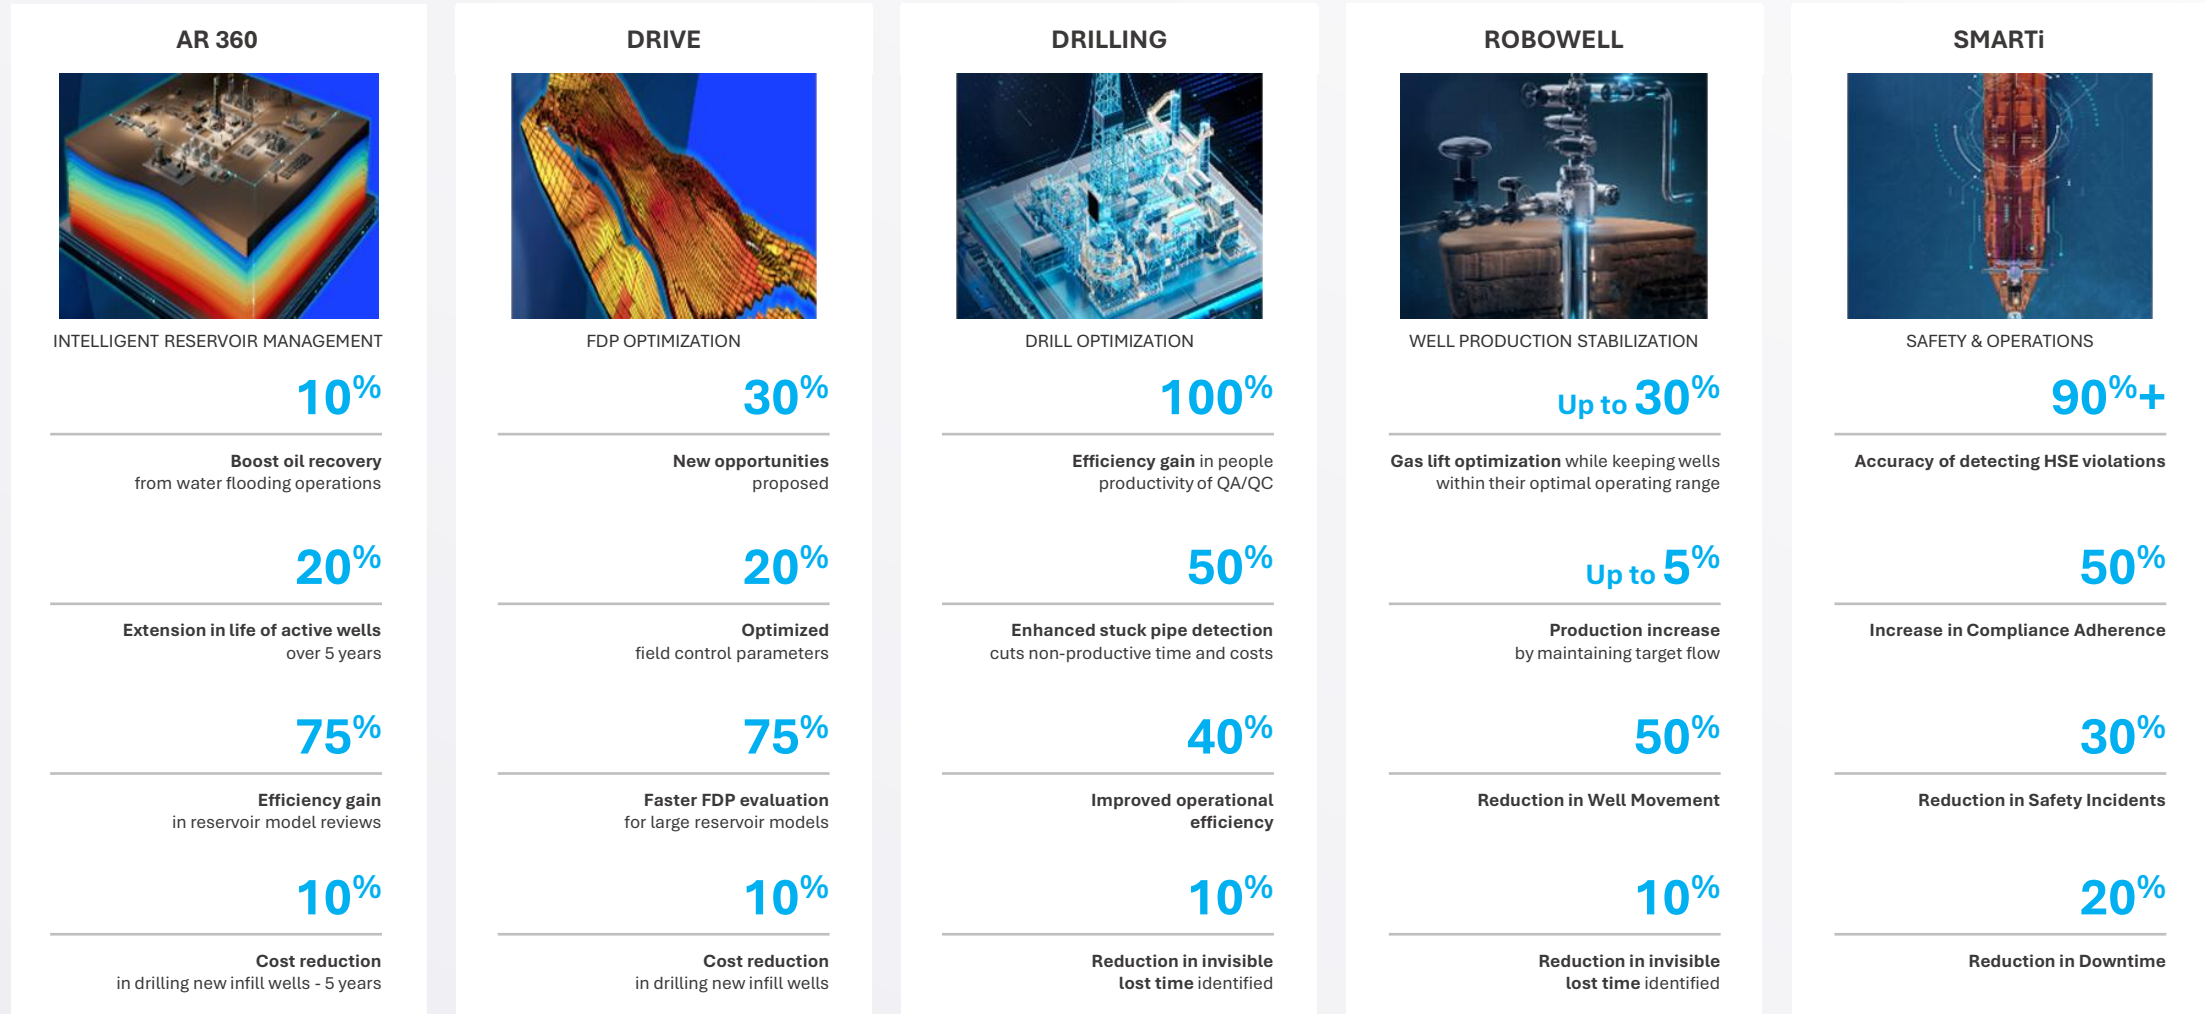 AR 360
INTELLIGENT RESERVOIR MANAGEMENT
10%
Boost oil recovery
from water flooding operations
20%
Extension in life of active wells
over 5 years
75%
Efficiency gain
in reservoir model reviews
10%
Cost reduction
in drilling new infill wells - 5 years
DRIVE
FDP OPTIMIZATION
30%
New opportunities
proposed
20%
Optimized
field control parameters
75%
Faster FDP evaluation
for large reservoir models
10%
Cost reduction
in drilling new infill wells
DRILLING
DRILL OPTIMIZATION
100%
Efficiency gain in people
productivity of QA/QC
50%
Enhanced stuck pipe detection
cuts non-productive time and costs
40%
Improved operational
efficiency
10%
Reduction in invisible
lost time identified
ROBOWELL
WELL PRODUCTION STABILIZATION
Up to 30%
Gas lift optimization while keeping wells
within their optimal operating range
Up to 5%
Production increase
by maintaining target flow
50%
Reduction in Well Movement
10%
Reduction in invisible
lost time identified
SMARTi
SAFETY & OPERATIONS
90%+
Accuracy of detecting HSE violations
50%
Increase in Compliance Adherence
30%
Reduction in Safety Incidents
20%
Reduction in Downtime